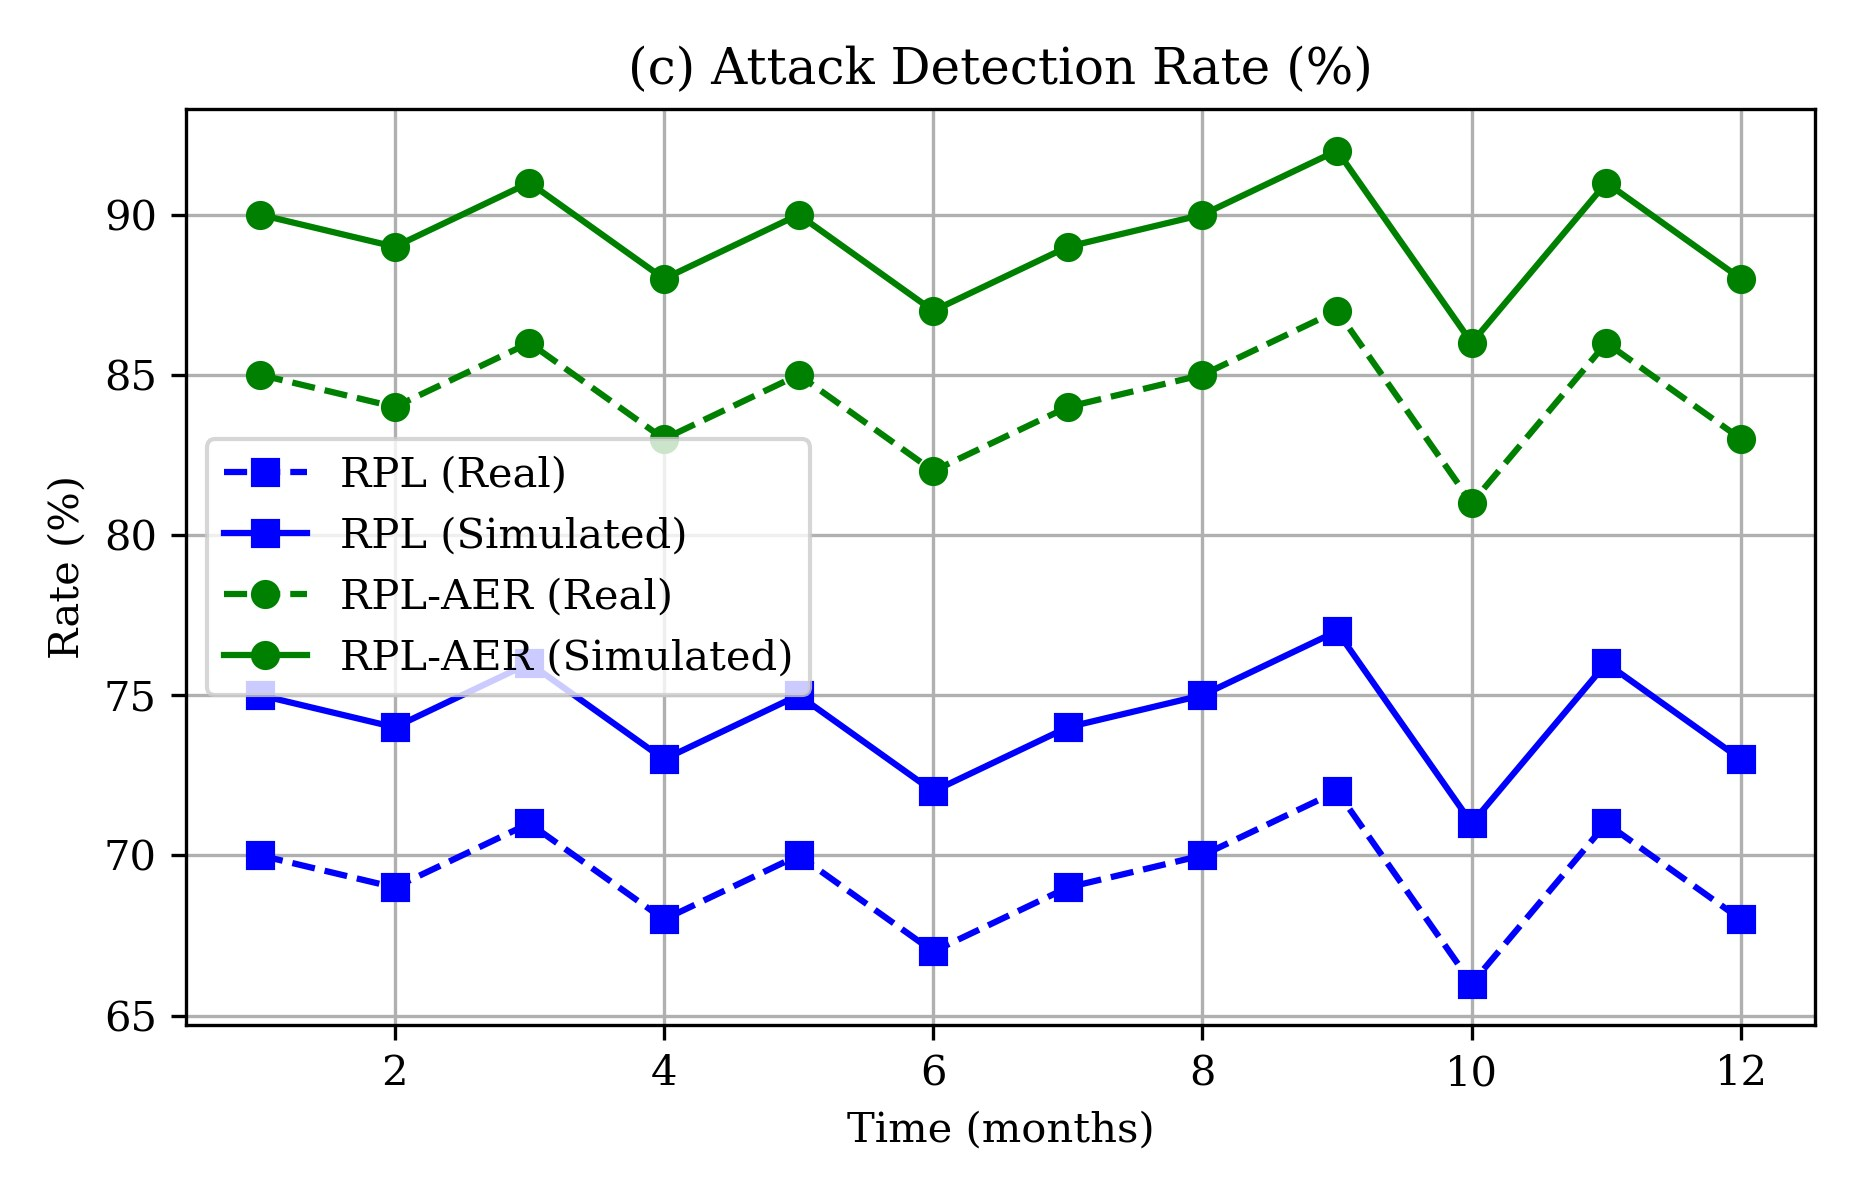 (c) Attack Detection Rate (%)
Rate (%)
90
85
80
75
70
65
RPL (Real)
RPL (Simulated)
RPL-AER (Real)
RPL-AER (Simulated)
2 4 6 8 10 12
Time (months)